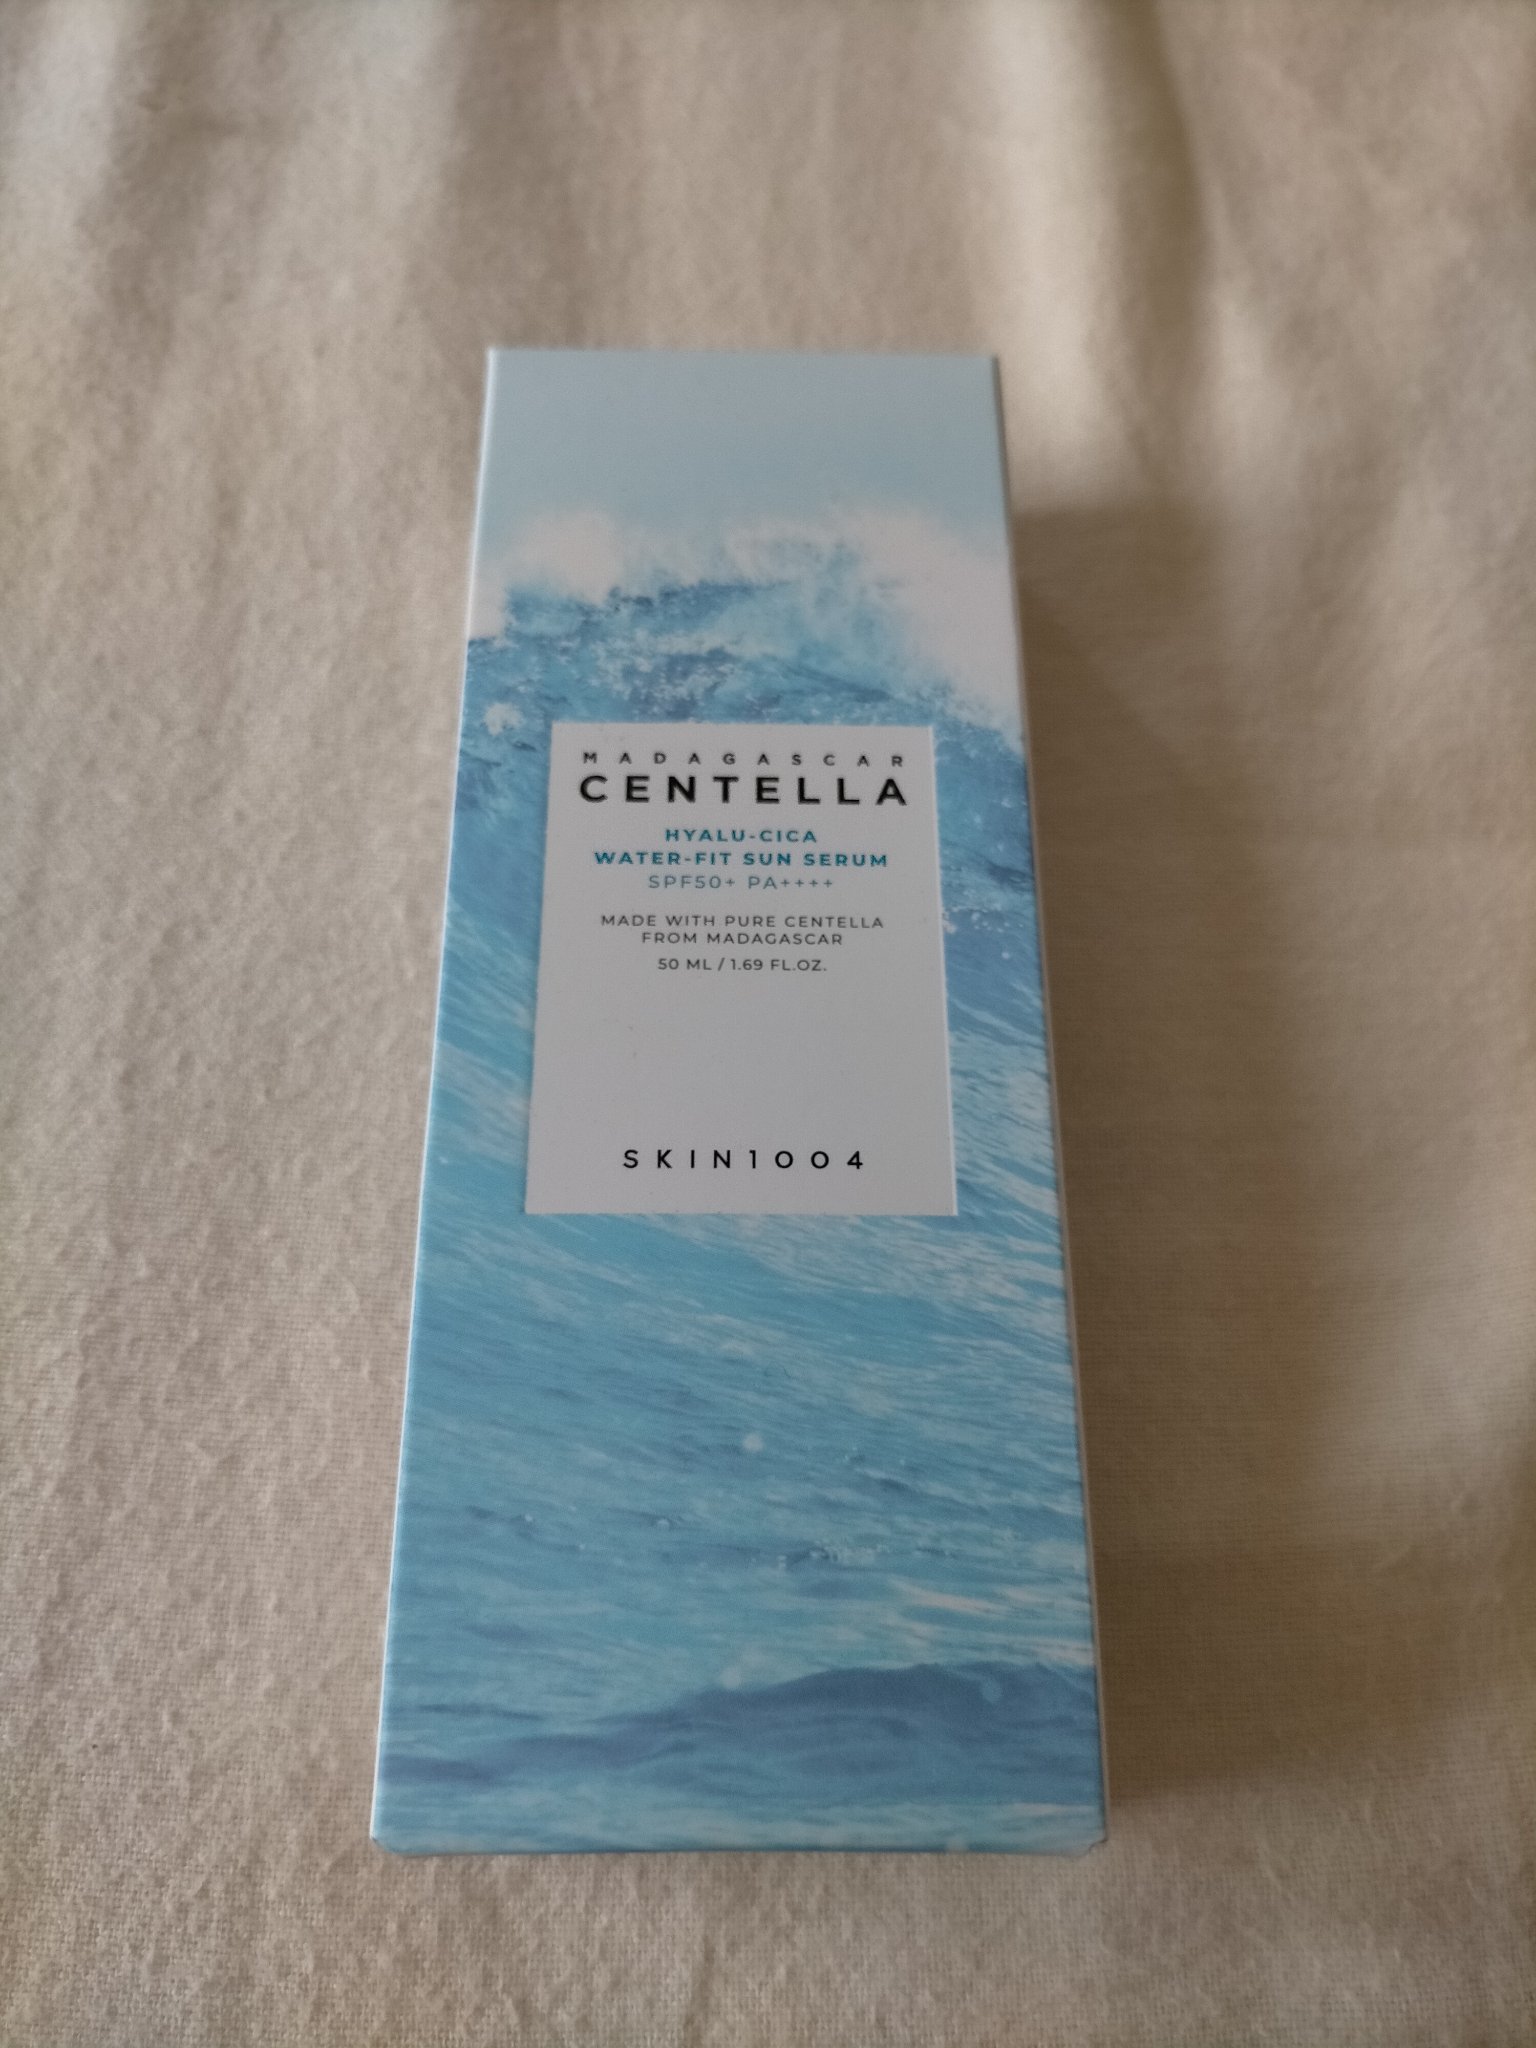 MADAGASCAR
CENTELLA
HYALU-CICA
WATER-FIT SUN SERUM
SPF50+ PA++++
MADE WITH PURE CENTELLA
FROM MADAGASCAR
50 ML / 1.69 FL.OZ.
SKIN1004